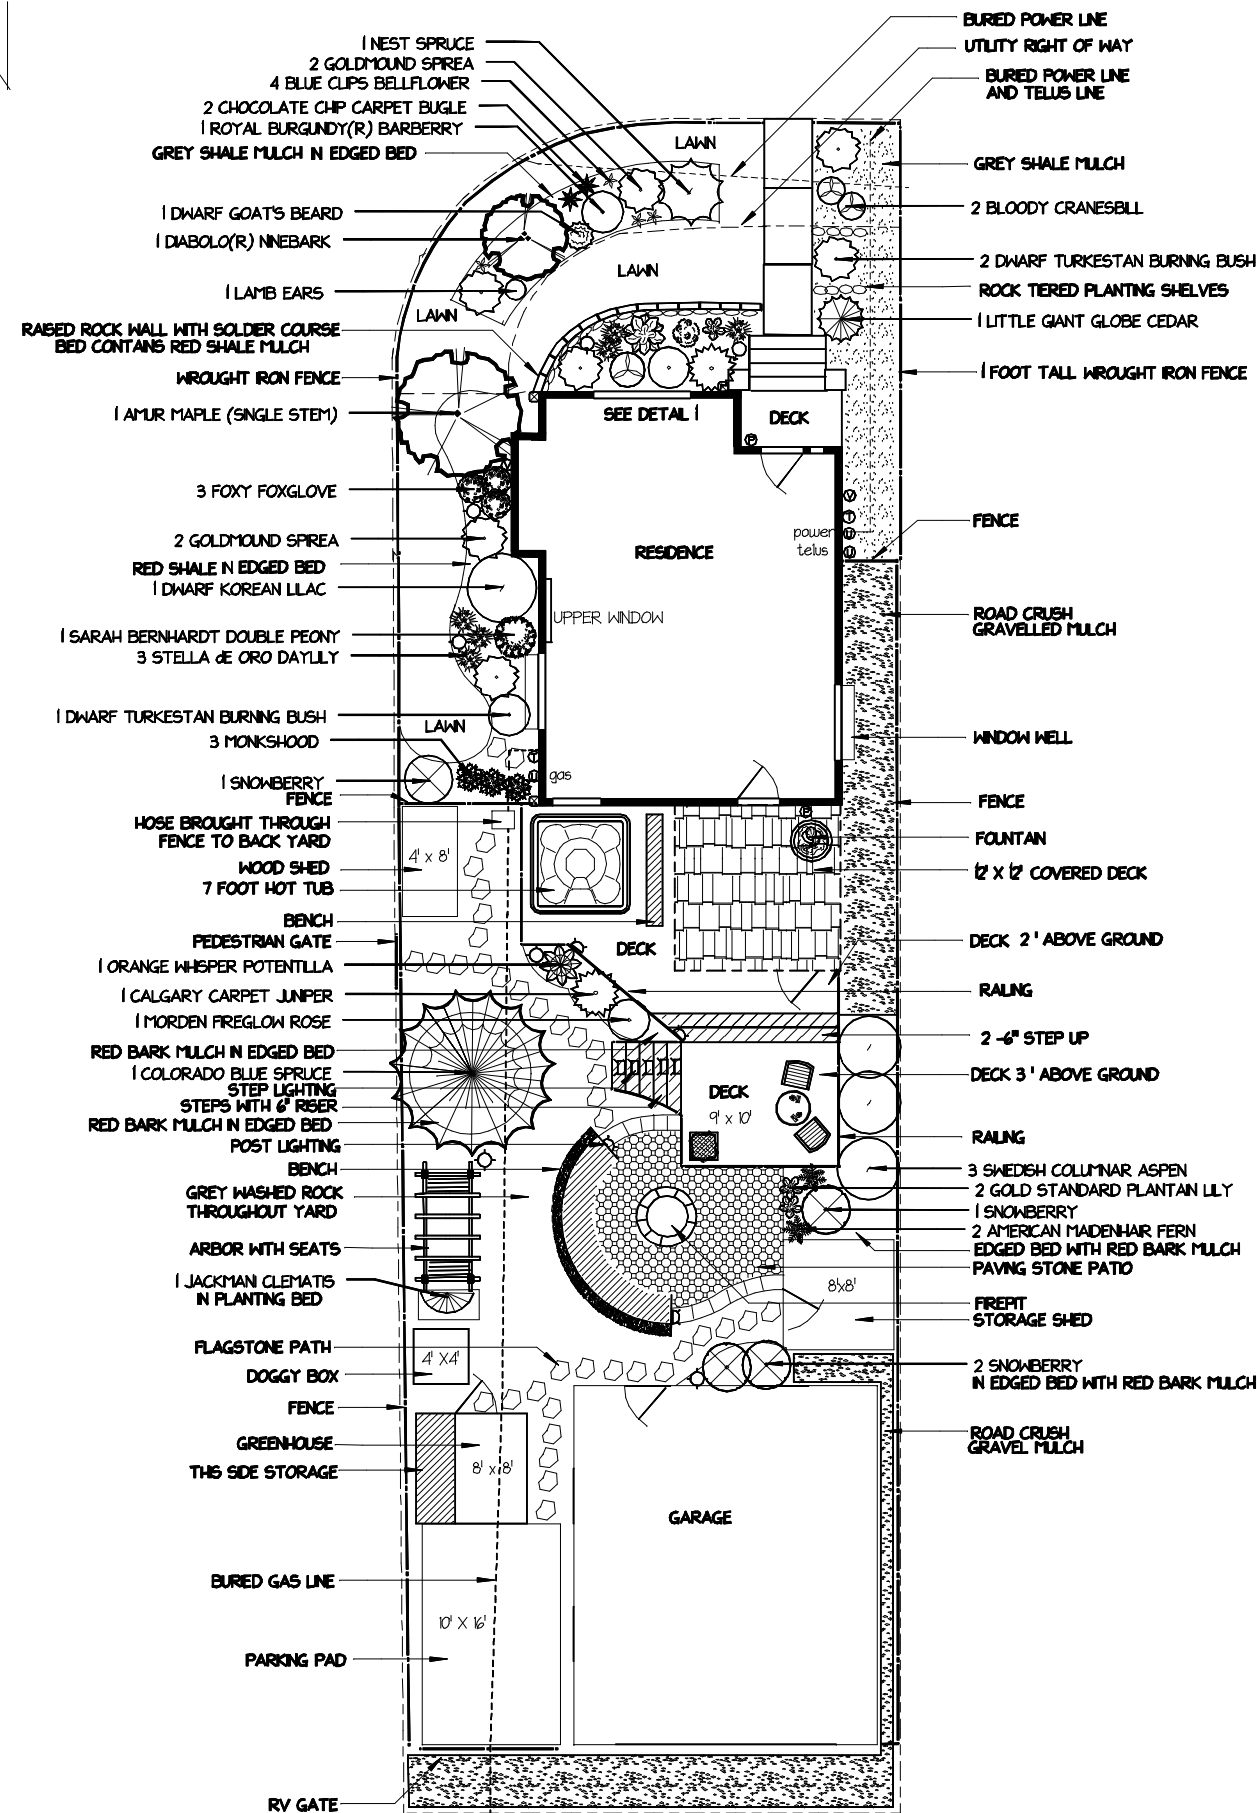 1 NEST SPRUCE
2 GOLDMOUND SPIREA
4 BLUE CLIPS BELLFLOWER
2 CHOCOLATE CHIP CARPET BUGLE
1 ROYAL BURGUNDY(R) BARBERRY
GREY SHALE MULCH IN EDGED BED
1 DWARF GOAT'S BEARD
1 DIABOLO(R) NINEBARK
1 LAMB EARS
RAISED ROCK WALL WITH SOLDER COURSE
BED CONTAINS RED SHALE MULCH
WROUGHT IRON FENCE
1 AMUR MAPLE (SINGLE STEM)
3 FOXY FOXGLOVE
2 GOLDMOUND SPIREA
RED SHALE IN EDGED BED
1 DWARF KOREAN LILAC
1 SARAH BERNHARDT DOUBLE PEONY
3 STELLA dE ORO DAYLILY
1 DWARF TURKESTAN BURNING BUSH
3 MONKSHOOD
1 SNOWBERRY
FENCE
HOSE BROUGHT THROUGH
FENCE TO BACK YARD
WOOD SHED
7 FOOT HOT TUB
BENCH
PEDESTRIAN GATE
1 ORANGE WHISPER POTENTILLA
1 CALGARY CARPET JUNIPER
1 MORDEN FIREGLOW ROSE
RED BARK MULCH IN EDGED BED
1 COLORADO BLUE SPRUCE
STEP LIGHTING
STEPS WITH 6" RISER
RED BARK MULCH IN EDGED BED
POST LIGHTING
BENCH
GREY WASHED ROCK
THROUGHOUT YARD
ARBOR WITH SEATS
1 JACKMAN CLEMATIS
IN PLANTING BED
FLAGSTONE PATH
DOGGY BOX
FENCE
GREENHOUSE
THIS SIDE STORAGE
BURIED GAS LINE
PARKING PAD
RV GATE
LAWN
LAWN
LAWN
SEE DETAIL 1
DECK
RESIDENCE
power
telus
UPPER WINDOW
LAWN
gas
4' x 8'
DECK
DECK
9' x 10'
8'x8'
4' X4'
8' x 8'
GARAGE
10' X 16'
BURIED POWER LINE
UTILITY RIGHT OF WAY
BURIED POWER LINE
AND TELUS LINE
GREY SHALE MULCH
2 BLOODY CRANESBILL
2 DWARF TURKESTAN BURNING BUSH
ROCK TIERED PLANTING SHELVES
1 LITTLE GIANT GLOBE CEDAR
1 FOOT TALL WROUGHT IRON FENCE
FENCE
ROAD CRUSH
GRAVELLED MULCH
WINDOW WELL
FENCE
FOUNTAIN
12' X 12' COVERED DECK
DECK 2' ABOVE GROUND
RAILING
2 -6" STEP UP
DECK 3' ABOVE GROUND
RAILING
3 SWEDISH COLUMNAR ASPEN
2 GOLD STANDARD PLANTAIN LILY
1 SNOWBERRY
2 AMERICAN MAIDENHAIR FERN
EDGED BED WITH RED BARK MULCH
PAVING STONE PATIO
FIREPIT
STORAGE SHED
2 SNOWBERRY
IN EDGED BED WITH RED BARK MULCH
ROAD CRUSH
GRAVEL MULCH